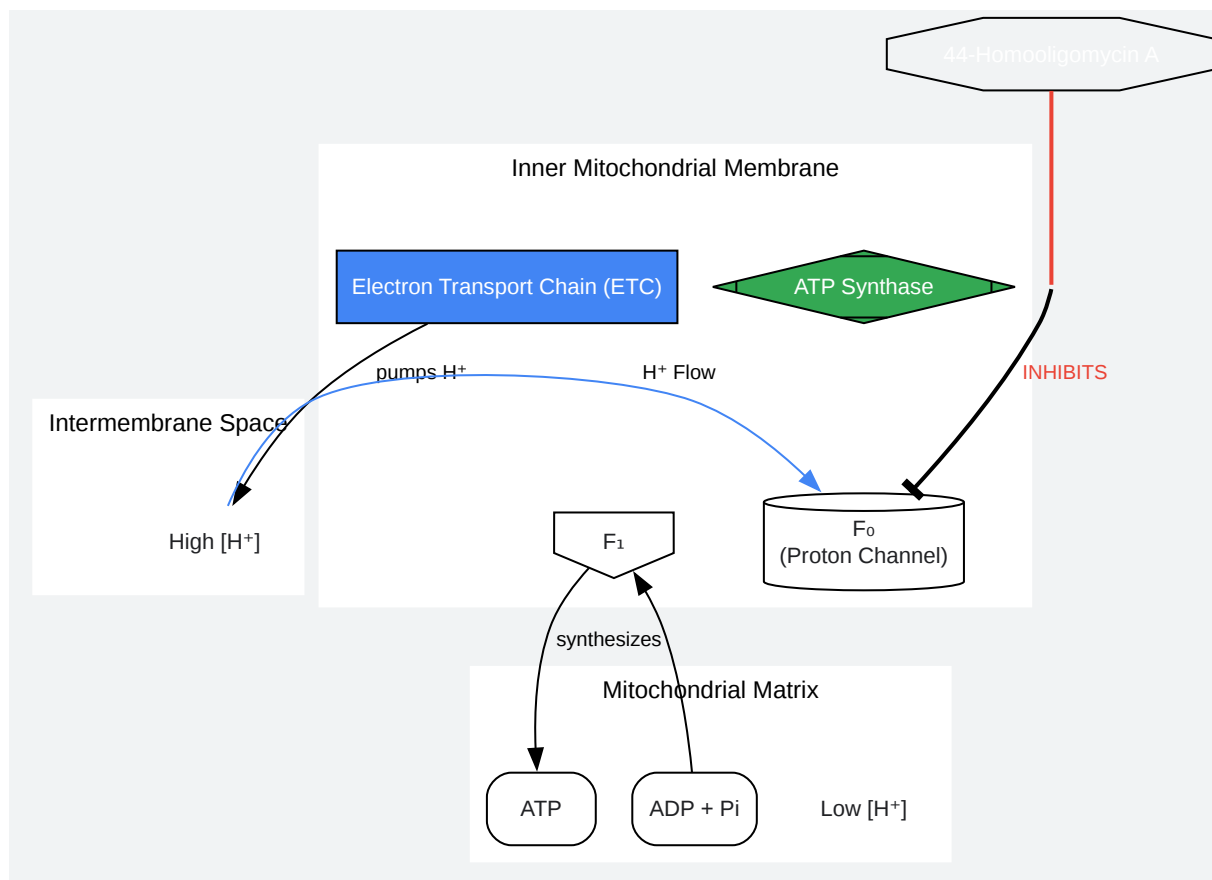 44-Homooligomycin A
Inner Mitochondrial Membrane
Electron Transport Chain (ETC)
ATP Synthase
pumps H⁺
H⁺ Flow
INHIBITS
Intermembrane Space
High [H⁺]
F₁
F₀
(Proton Channel)
synthesizes
Mitochondrial Matrix
ATP
ADP + Pi
Low [H⁺]